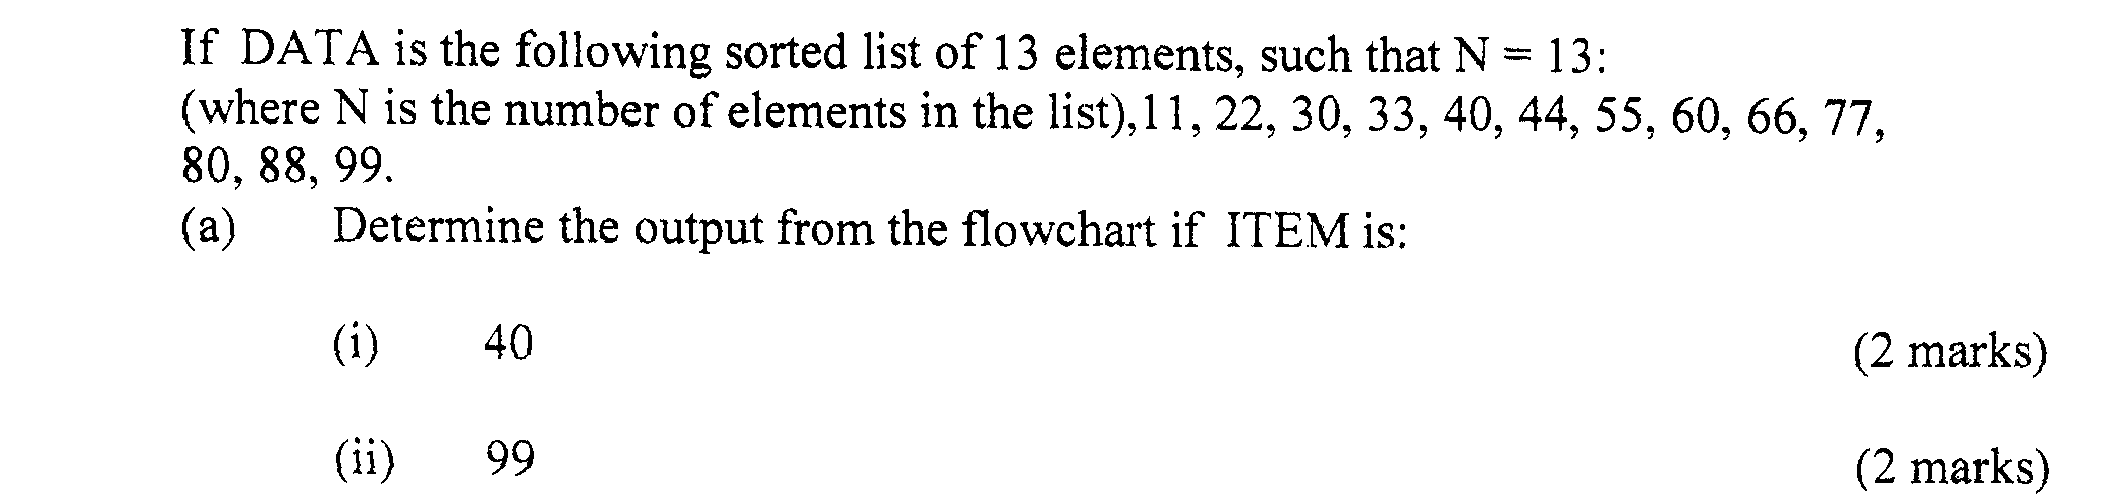 If DATA is the following sorted list of 13 elements, such that N = 13:
(where N is the number of elements in the list),11, 22, 30, 33, 40, 44, 55, 60, 66, 77,
80, 88, 99.
(a) Determine the output from the flowchart if ITEM is:
(i) 40 (2 marks)
(ii) 99 (2 marks)